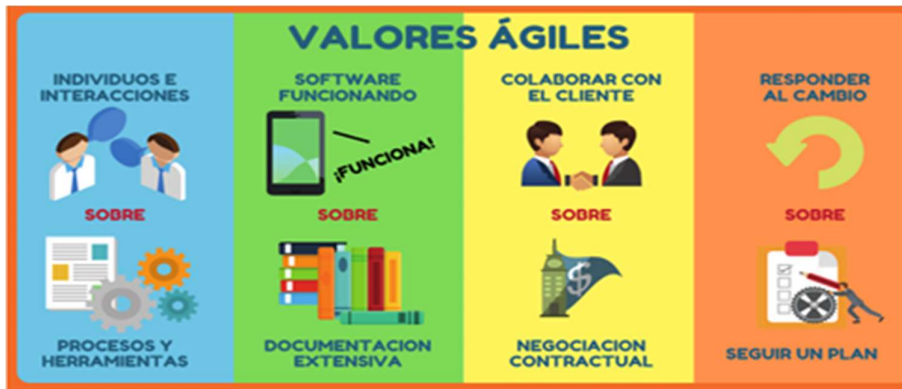 VALORES ÁGILES
INDIVIDUOS E
INTERACCIONES
SOBRE
PROCESOS Y
HERRAMIENTAS
SOFTWARE
FUNCIONANDO
¡FUNCIONA!
SOBRE
DOCUMENTACION
EXTENSIVA
COLABORAR CON
EL CLIENTE
SOBRE
$
NEGOCIACION
CONTRACTUAL
RESPONDER
AL CAMBIO
SOBRE
SEGUIR UN PLAN